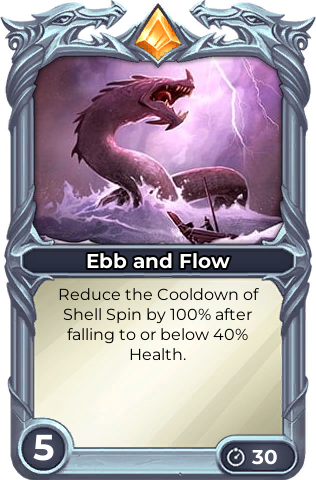 Ebb and Flow
Reduce the Cooldown of
Shell Spin by 100% after
falling to or below 40%
Health.
5
30